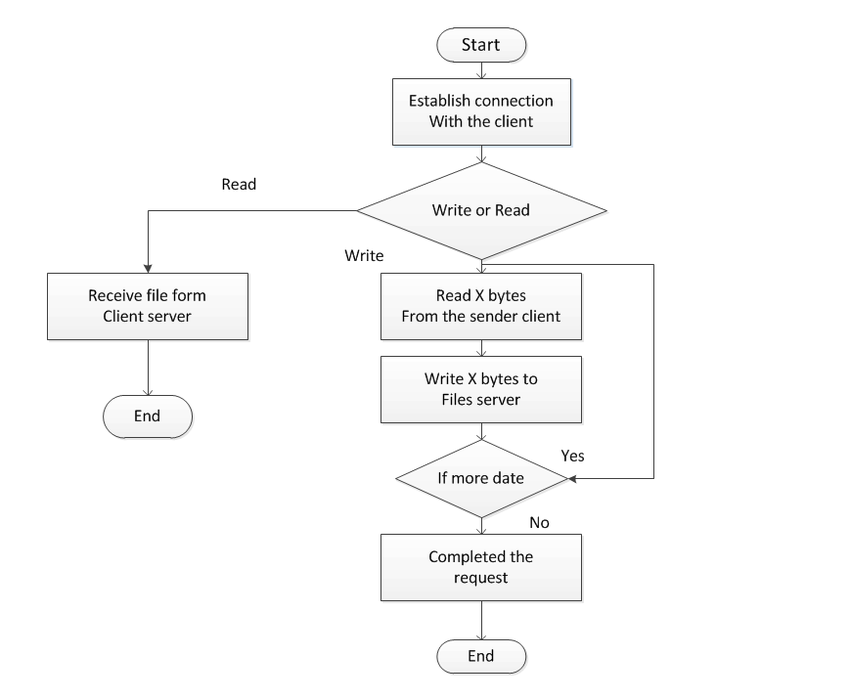 Start
Establish connection
With the client
Write or Read
Read
Write
Receive file form
Client server
End
Read X bytes
From the sender client
Write X bytes to
Files server
If more date
Yes
No
Completed the
request
End